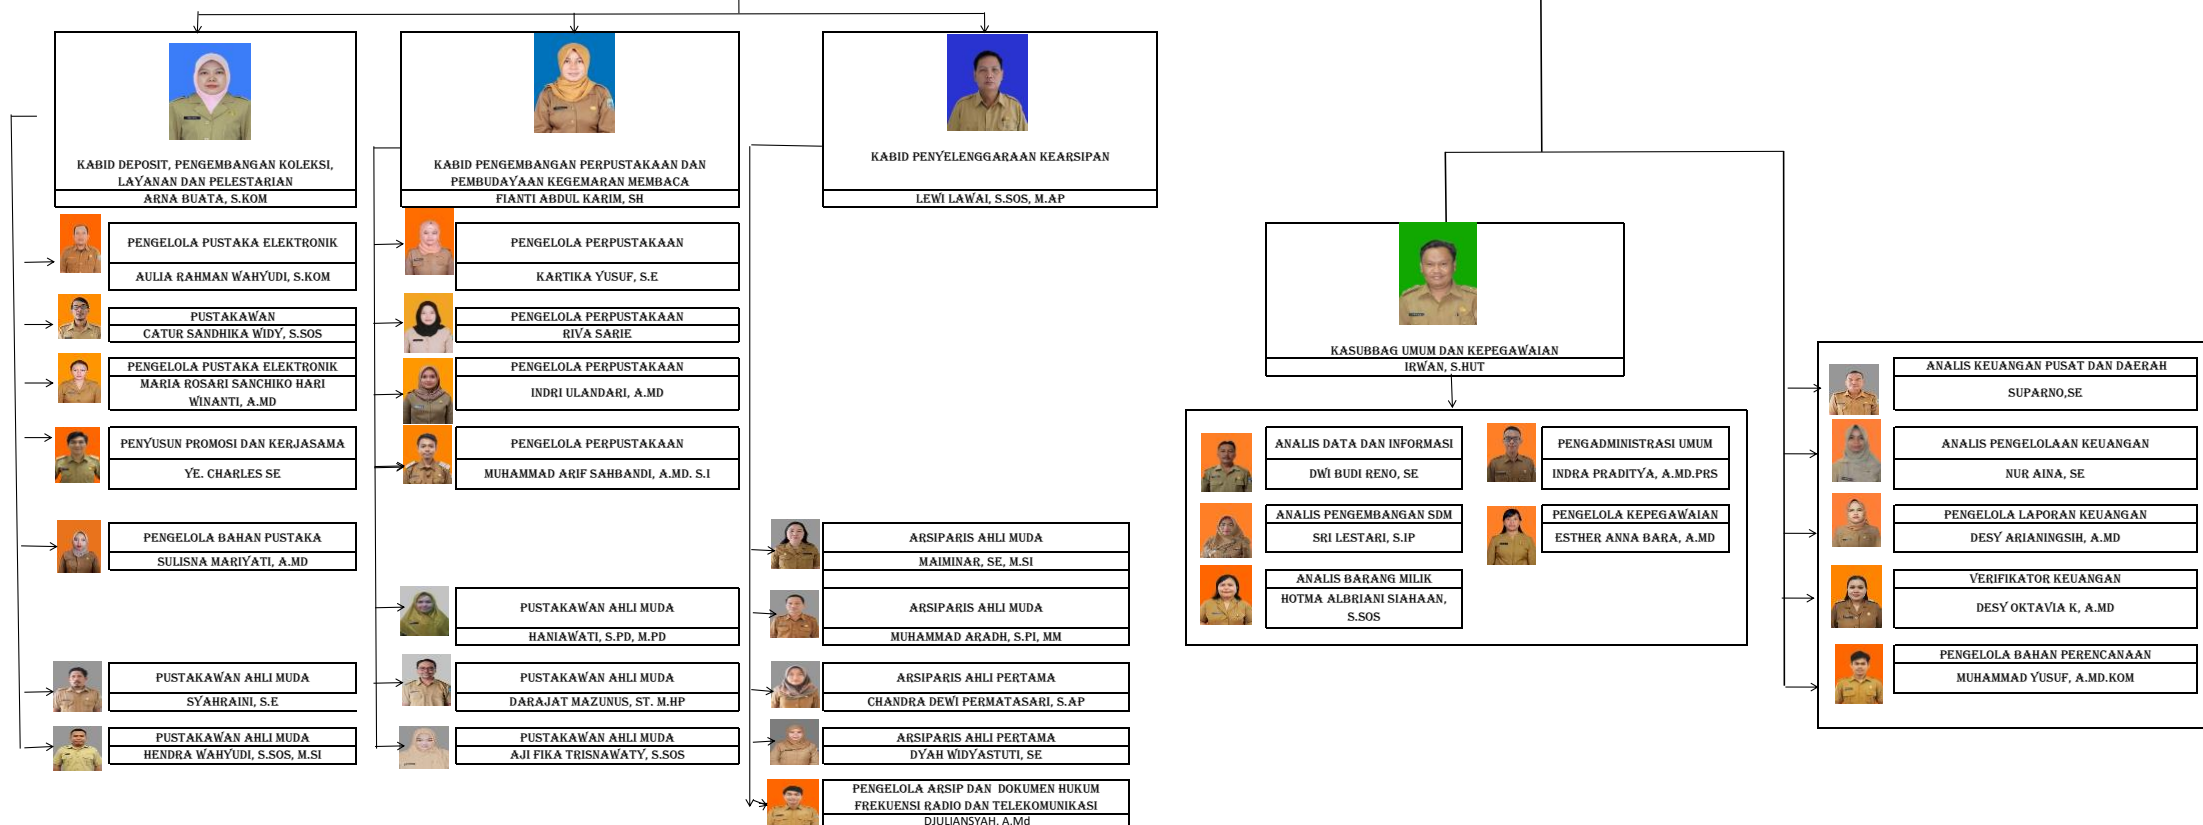 KABID DEPOSIT, PENGEMBANGAN KOLEKSI,
LAYANAN DAN PELESTARIAN
ARNA BUATA, S.KOM
PENGELOLA PUSTAKA ELEKTRONIK
AULIA RAHMAN WAHYUDI, S.KOM
PUSTAKAWAN
CATUR SANDHIKA WIDY, S.SOS
PENGELOLA PUSTAKA ELEKTRONIK
MARIA ROSARI SANCHIKO HARI
WINANTI, A.MD
PENYUSUN PROMOSI DAN KERJASAMA
YE. CHARLES SE
PENGELOLA BAHAN PUSTAKA
SULISNA MARIYATI, A.MD
PUSTAKAWAN AHLI MUDA
SYAHRAINI, S.E
PUSTAKAWAN AHLI MUDA
HENDRA WAHYUDI, S.SOS, M.SI
KABID PENGEMBANGAN PERPUSTAKAAN DAN
PEMBUDAYAAN KEGEMARAN MEMBACA
FIANTI ABDUL KARIM, SH
PENGELOLA PERPUSTAKAAN
KARTIKA YUSUF, S.E
PENGELOLA PERPUSTAKAAN
RIVA SARIE
PENGELOLA PERPUSTAKAAN
INDRI ULANDARI, A.MD
PENGELOLA PERPUSTAKAAN
MUHAMMAD ARIF SAHBANDI, A.MD. S.I
PUSTAKAWAN AHLI MUDA
HANIAWATI, S.PD, M.PD
PUSTAKAWAN AHLI MUDA
DARAJAT MAZUNUS, ST. M.HP
PUSTAKAWAN AHLI MUDA
AJI FIKA TRISNAWATY, S.SOS
KABID PENYELENGGARAAN KEARSIPAN
LEWI LAWAI, S.SOS, M.AP
ARSIPARIS AHLI MUDA
MAIMINAR, SE, M.SI
ARSIPARIS AHLI MUDA
MUHAMMAD ARADH, S.PI, MM
ARSIPARIS AHLI PERTAMA
CHANDRA DEWI PERMATASARI, S.AP
ARSIPARIS AHLI PERTAMA
DYAH WIDYASTUTI, SE
PENGELOLA ARSIP DAN DOKUMEN HUKUM
FREKUENSI RADIO DAN TELEKOMUNIKASI
DJULIANSYAH, A.Md
KASUBBAG UMUM DAN KEPEGAWAIAN
IRWAN, S.HUT
ANALIS DATA DAN INFORMASI
DWI BUDI RENO, SE
ANALIS PENGEMBANGAN SDM
SRI LESTARI, S.IP
ANALIS BARANG MILIK
HOTMA ALBRIANI SIAHAAN,
S.SOS
PENGADMINISTRASI UMUM
INDRA PRADITYA, A.MD.PRS
PENGELOLA KEPEGAWAIAN
ESTHER ANNA BARA, A.MD
ANALIS KEUANGAN PUSAT DAN DAERAH
SUPARNO,SE
ANALIS PENGELOLAAN KEUANGAN
NUR AINA, SE
PENGELOLA LAPORAN KEUANGAN
DESY ARIANINGSIH, A.MD
VERIFIKATOR KEUANGAN
DESY OKTAVIA K, A.MD
PENGELOLA BAHAN PERENCANAAN
MUHAMMAD YUSUF, A.MD.KOM